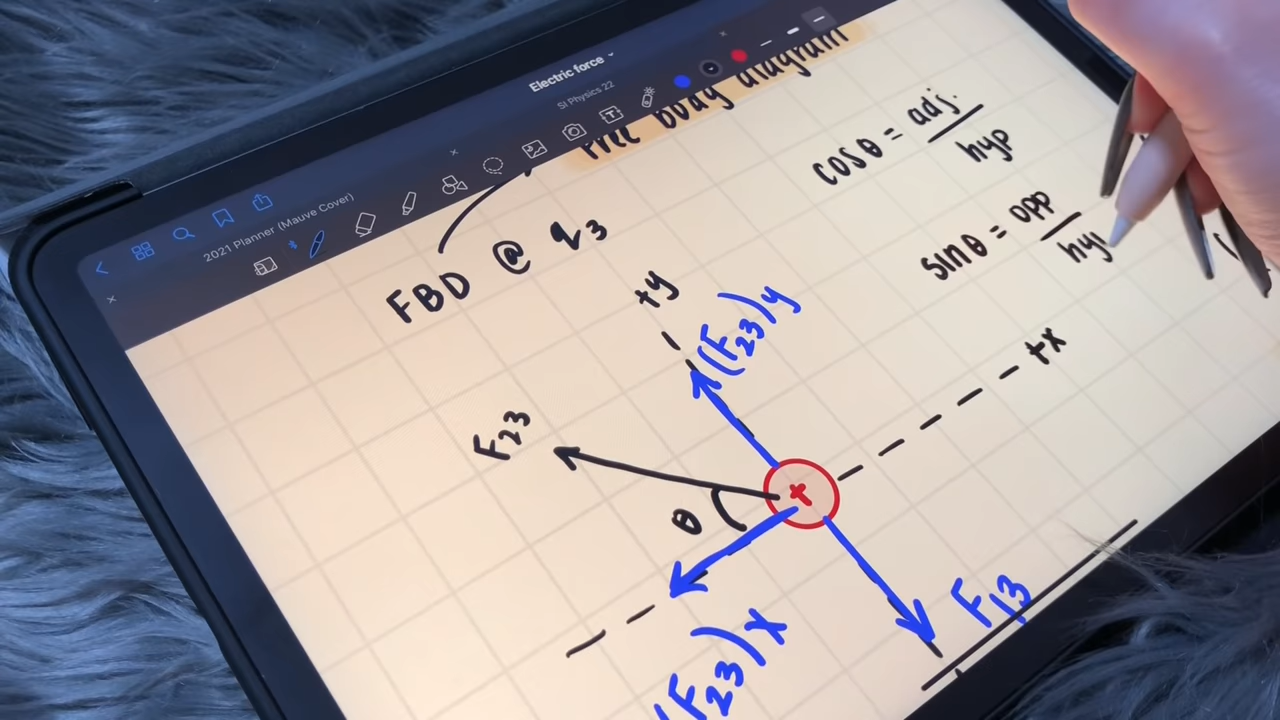 Electric force
SI Physics 22
2021 Planner (Mauve Cover)
Free body diagram
FBD @ q3
cosθ = adj. / hyp
sinθ = opp / hyp
+y
(F23)y
+x
F23
θ
+
F13
(F23)x